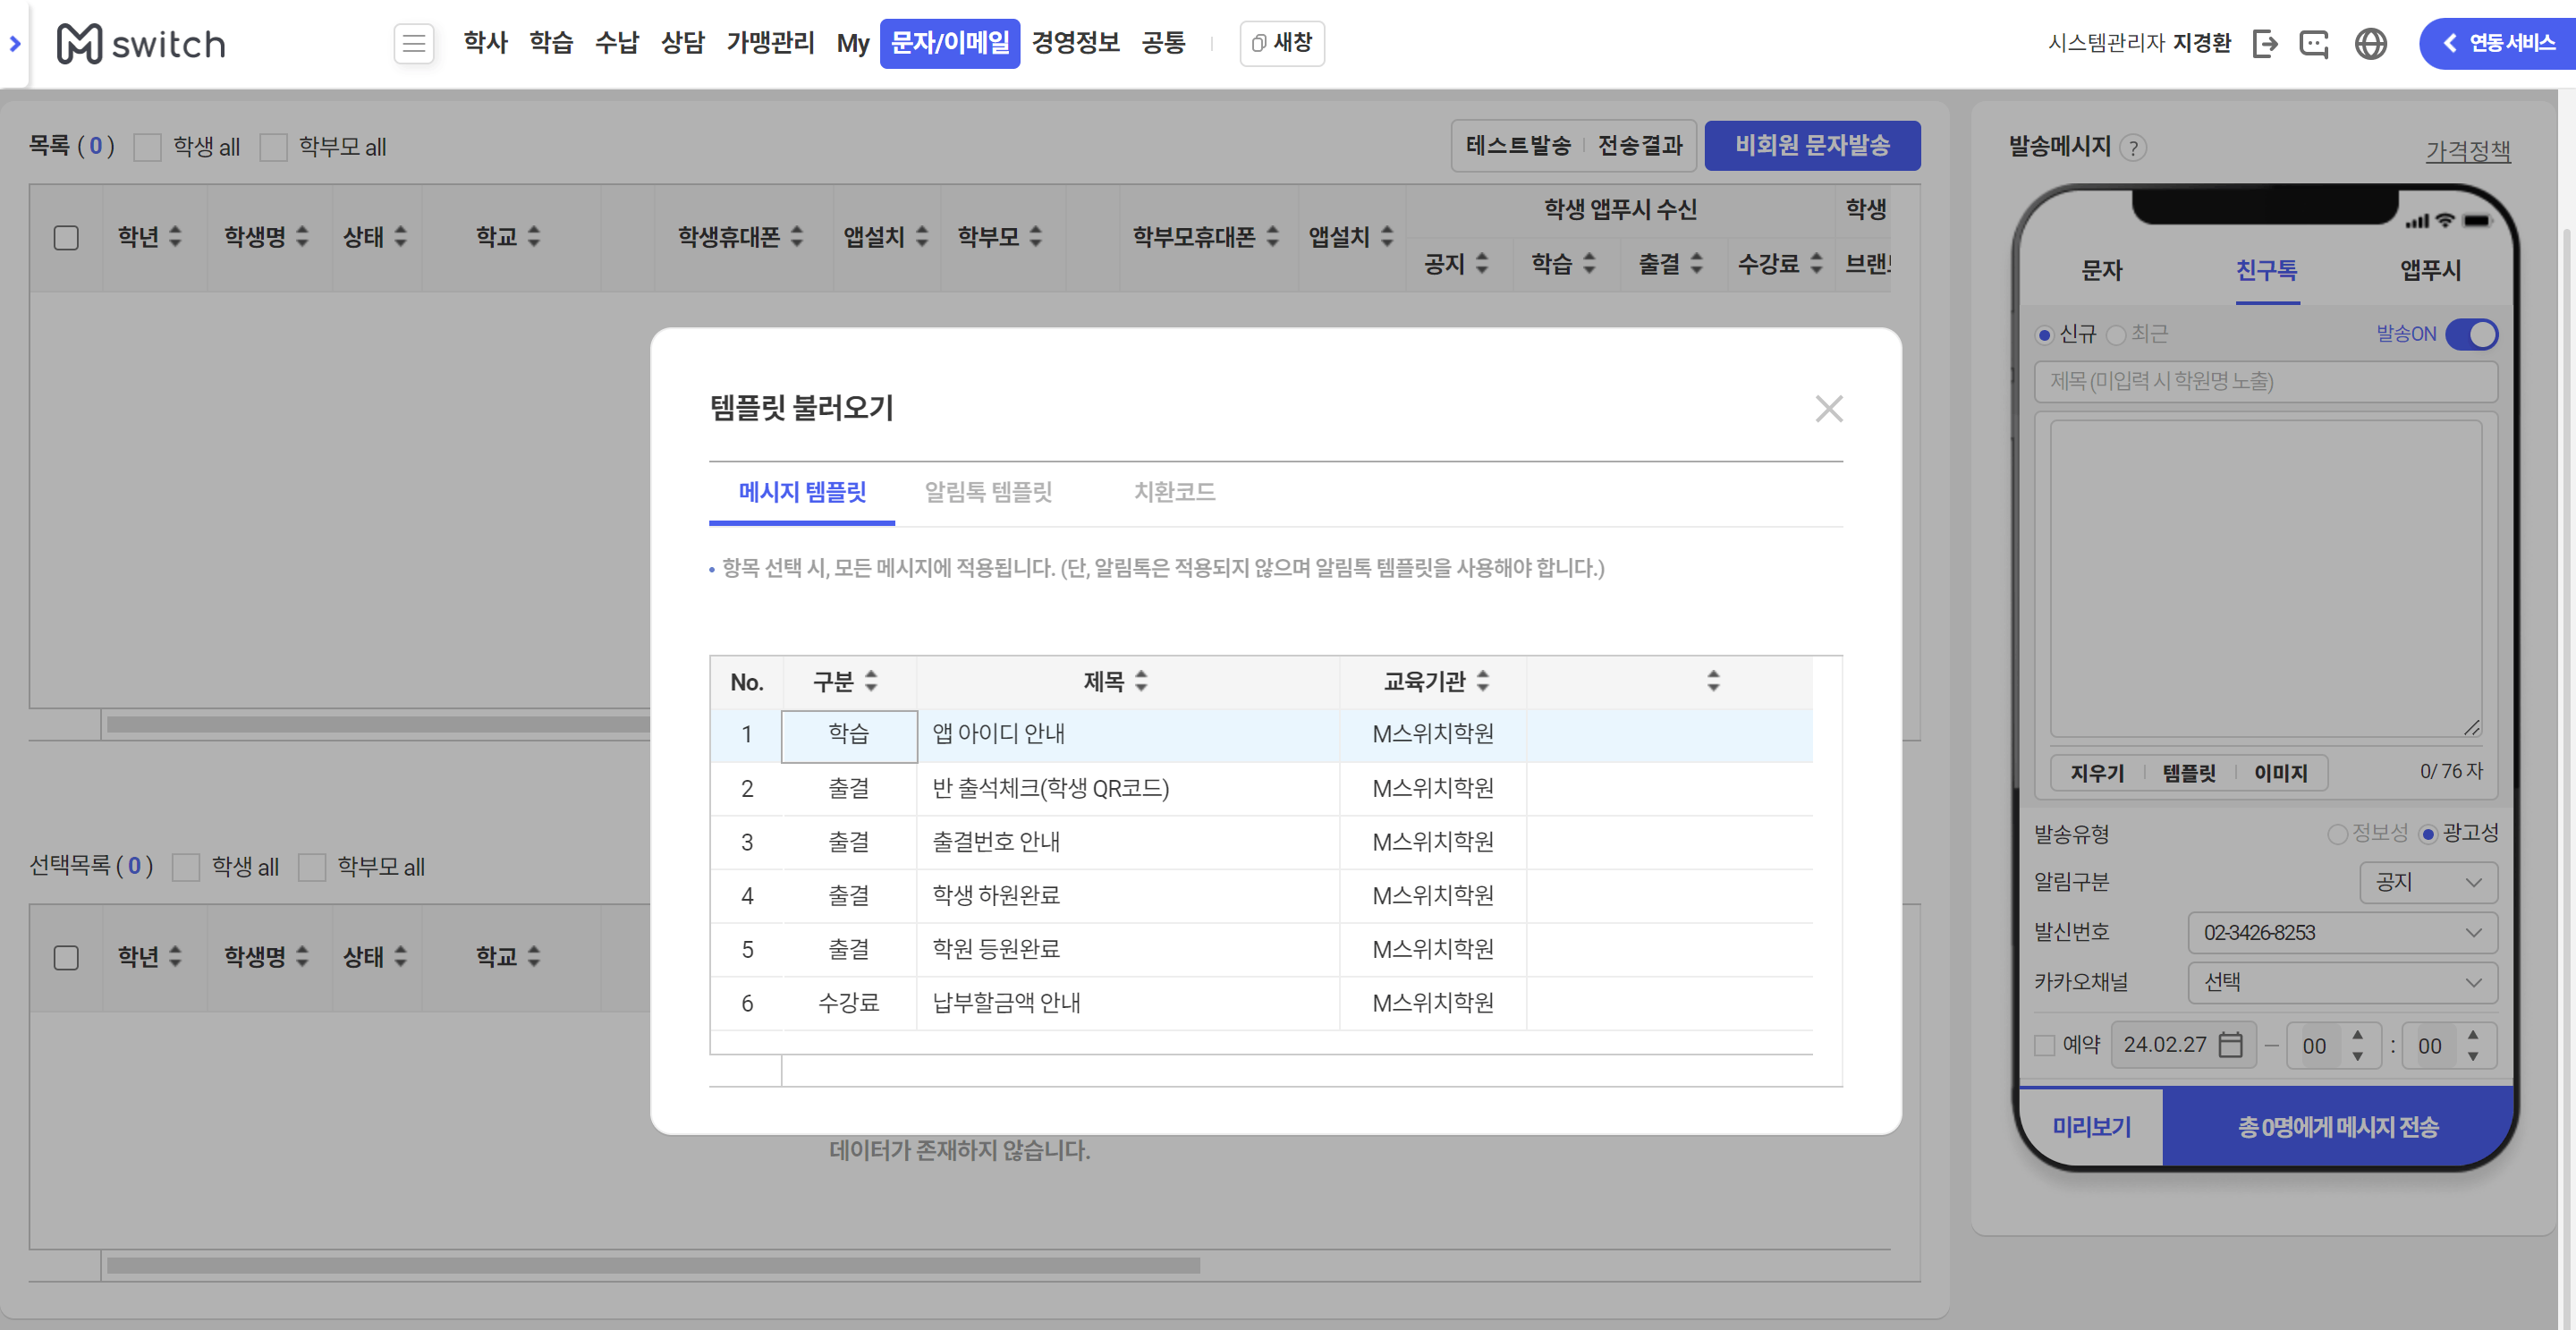 M switch
학사 학습 수납 상담 가맹관리 My 문자/이메일 경영정보 공통 새창
시스템관리자 지경환
연동 서비스
목록 ( 0 ) 학생 all 학부모 all
테스트발송 전송결과 비회원 문자발송
학년 학생명 상태 학교 학생휴대폰 앱설치 학부모 학부모휴대폰 앱설치
학생 앱푸시 수신 학생
공지 학습 출결 수강료
선택목록 ( 0 ) 학생 all 학부모 all
학년 학생명 상태 학교
데이터가 존재하지 않습니다.
템플릿 불러오기
메시지 템플릿 알림톡 템플릿 치환코드
• 항목 선택 시, 모든 메시지에 적용됩니다. (단, 알림톡은 적용되지 않으며 알림톡 템플릿을 사용해야 합니다.)
No. 구분 제목 교육기관
1 학습 앱 아이디 안내 M스위치학원
2 출결 반 출석체크(학생 QR코드) M스위치학원
3 출결 출결번호 안내 M스위치학원
4 출결 학생 하원완료 M스위치학원
5 출결 학원 등원완료 M스위치학원
6 수강료 납부할금액 안내 M스위치학원
발송메시지 ?
가격정책
문자 친구톡 앱푸시
신규 최근 발송ON
제목 (미입력 시 학원명 노출)
지우기 템플릿 이미지 0/ 76 자
발송유형 정보성 광고성
알림구분 공지
발신번호 02-3426-8253
카카오채널 선택
예약 24.02.27 – 00 : 00
미리보기 총 0명에게 메시지 전송